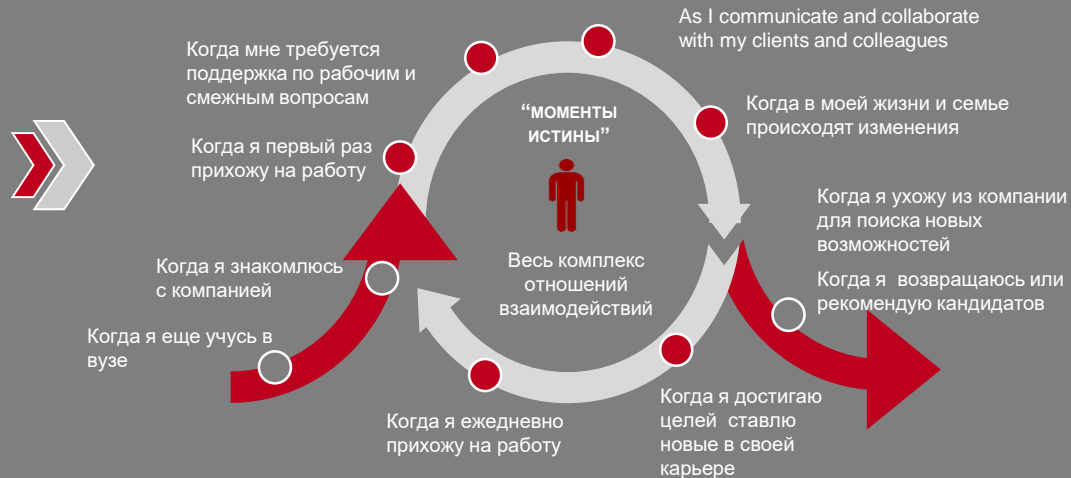 As I communicate and collaborate
with my clients and colleagues
Когда мне требуется
поддержка по рабочим и
смежным вопросам
Когда в моей жизни и семье
происходят изменения
“МОМЕНТЫ
ИСТИНЫ”
Когда я первый раз
прихожу на работу
Когда я ухожу из компании
для поиска новых
возможностей
Когда я знакомлюсь
с компанией
Весь комплекс
отношений
взаимодействий
Когда я возвращаюсь или
рекомендую кандидатов
Когда я еще учусь в
вузе
Когда я ежедневно
прихожу на работу
Когда я достигаю
целей ставлю
новые в своей
карьере